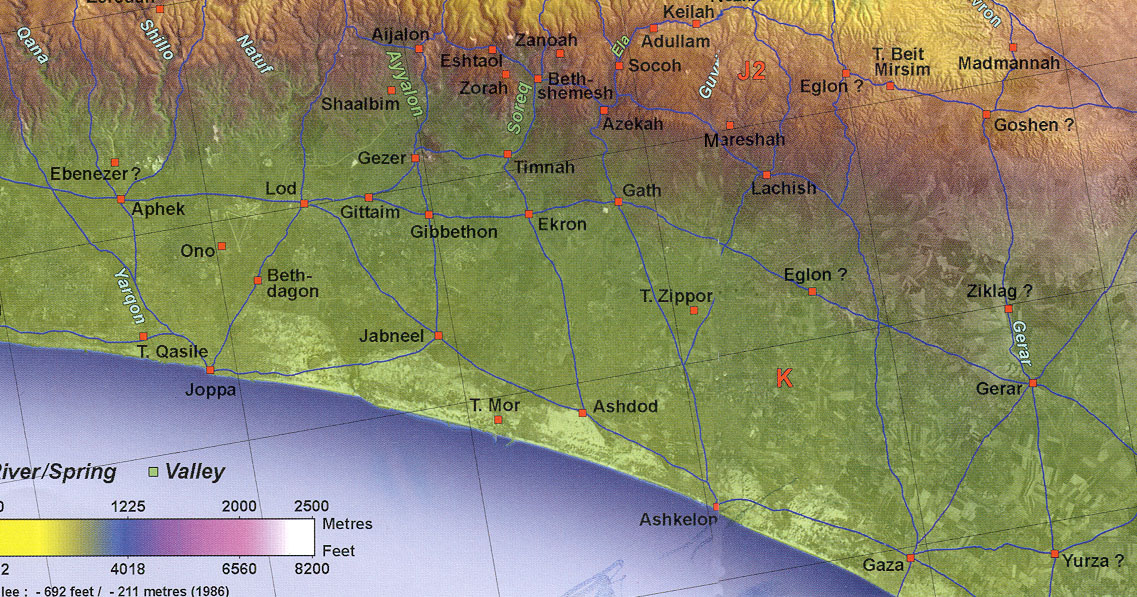 Keilah
Qana
Shillo
Natuf
Aijalon
Zanoah
Ela
Adullam
Eshtaol
Socoh
J2
T. Beit
Mirsim
Madmannah
Ayyalon
Zorah
Beth-
shemesh
Eglon ?
Shaalbim
Soreq
Azekah
Mareshah
Goshen ?
Gezer
Timnah
Ebenezer ?
Lachish
Lod
Gath
Aphek
Gittaim
Gibbethon
Ekron
Ono
Beth-
dagon
Eglon ?
Yarqon
T. Zippor
Ziklag ?
Jabneel
Gerar
T. Qasile
Joppa
K
Gerar
T. Mor
Ashdod
River/Spring
Valley
Ashkelon
1225
2000
2500
Metres
Feet
4018
6560
8200
Gaza
Yurza ?
lee : - 692 feet / - 211 metres (1986)